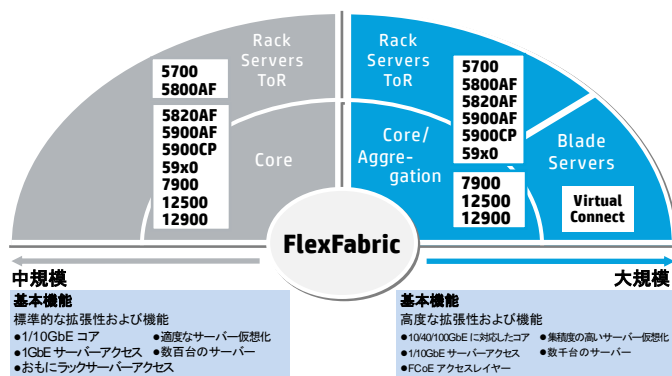 Rack
Servers
ToR
5700
5800AF
5820AF
5900AF
5900CP
59x0
7900
12500
12900
Core
Rack
Servers
ToR
5700
5800AF
5820AF
5900AF
5900CP
59x0
Core/
Aggre-
gation
7900
12500
12900
Blade
Servers
Virtual
Connect
FlexFabric
中規模
大規模
基本機能
標準的な拡張性および機能
●1/10GbE コア ●適度なサーバー仮想化
●1GbE サーバーアクセス ●数百台のサーバー
●おもにラックサーバーアクセス
基本機能
高度な拡張性および機能
●10/40/100GbE に対応したコア ●集積度の高いサーバー仮想化
●1/10GbE サーバーアクセス ●数千台のサーバー
●FCoE アクセスレイヤー